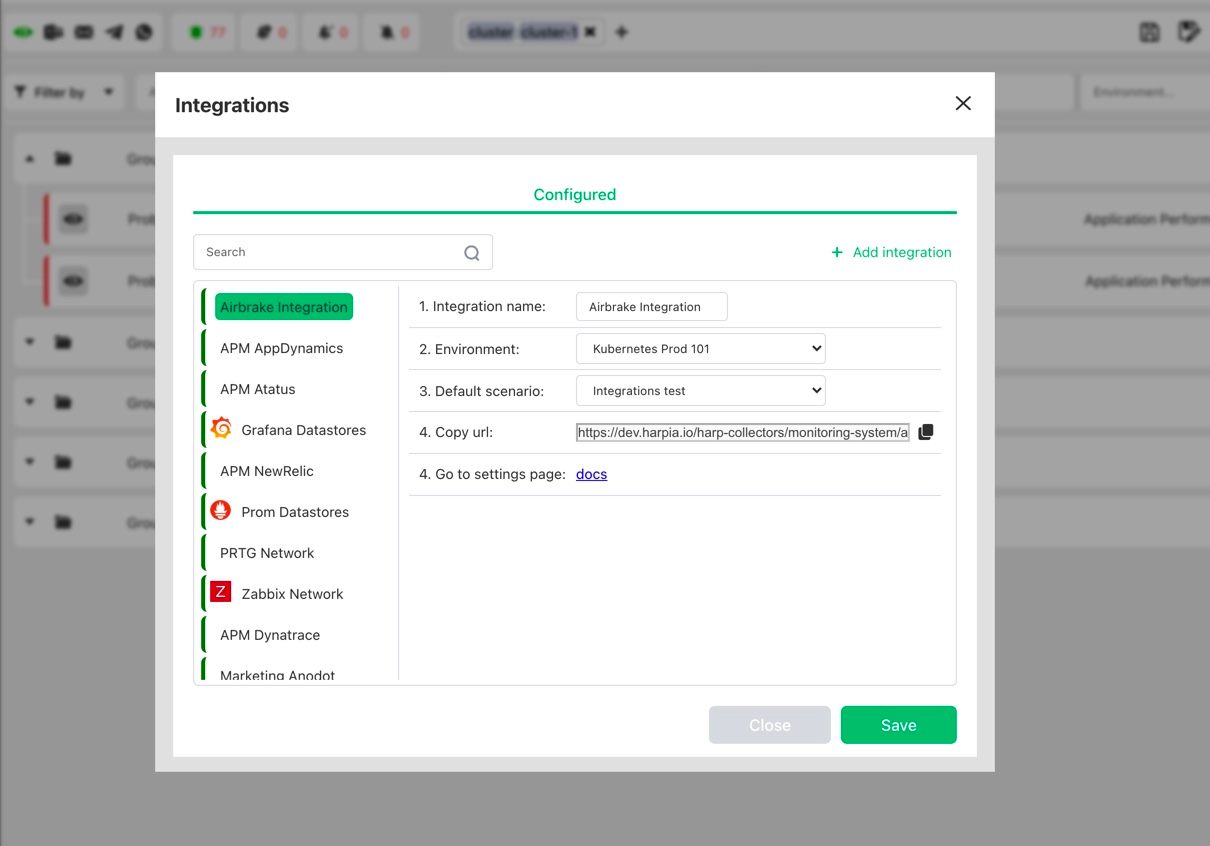 77
0
0
0
cluster cluster-1
Filter by
Environment...
Integrations
Configured
Search
+ Add integration
Airbrake Integration
APM AppDynamics
APM Atatus
Grafana Datastores
APM NewRelic
Prom Datastores
PRTG Network
Z Zabbix Network
APM Dynatrace
Marketing Anodot
1. Integration name: Airbrake Integration
2. Environment: Kubernetes Prod 101
3. Default scenario: Integrations test
4. Copy url: https://dev.harpia.io/harp-collectors/monitoring-system/a
4. Go to settings page: docs
Close
Save
Grou
Prob
Application Perform
Prob
Application Perform
Grou
Grou
Grou
Grou